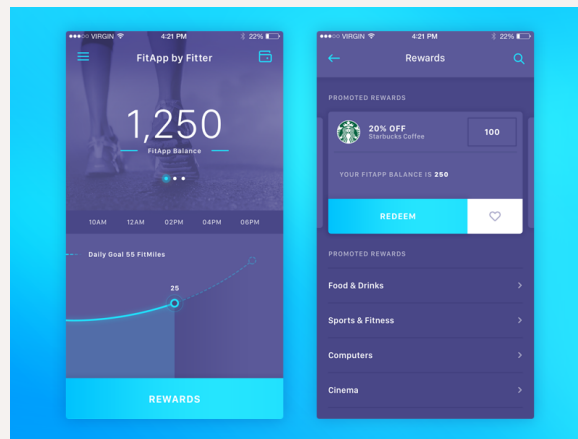 ●●●○○ VIRGIN 4:21 PM 22%
FitApp by Fitter
1,250
FitApp Balance
10AM 12AM 02PM 04PM 06PM
Daily Goal 55 FitMiles
25
REWARDS
●●●○○ VIRGIN 4:21 PM 22%
Rewards
PROMOTED REWARDS
20% OFF
Starbucks Coffee
100
YOUR FITAPP BALANCE IS 250
REDEEM
PROMOTED REWARDS
Food & Drinks
Sports & Fitness
Computers
Cinema